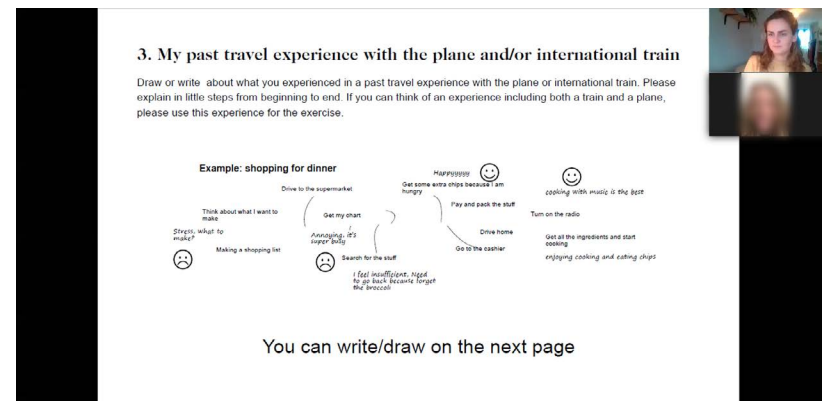 3. My past travel experience with the plane and/or international train
Draw or write about what you experienced in a past travel experience with the plane or international train. Please
explain in little steps from beginning to end. If you can think of an experience including both a train and a plane,
please use this experience for the exercise.
Example: shopping for dinner
Drive to the supermarket
Think about what I want to
make
Stress, what to
make?
Making a shopping list
Get my chart
Annoying, it's
super busy
Search for the stuff
I feel insufficient. Need
to go back because forget
the broccoli
Happyyyyy
Get some extra chips because I am
hungry
Pay and pack the stuff
Drive home
Go to the cashier
cooking with music is the best
Turn on the radio
Get all the ingredients and start
cooking
enjoying cooking and eating chips
You can write/draw on the next page